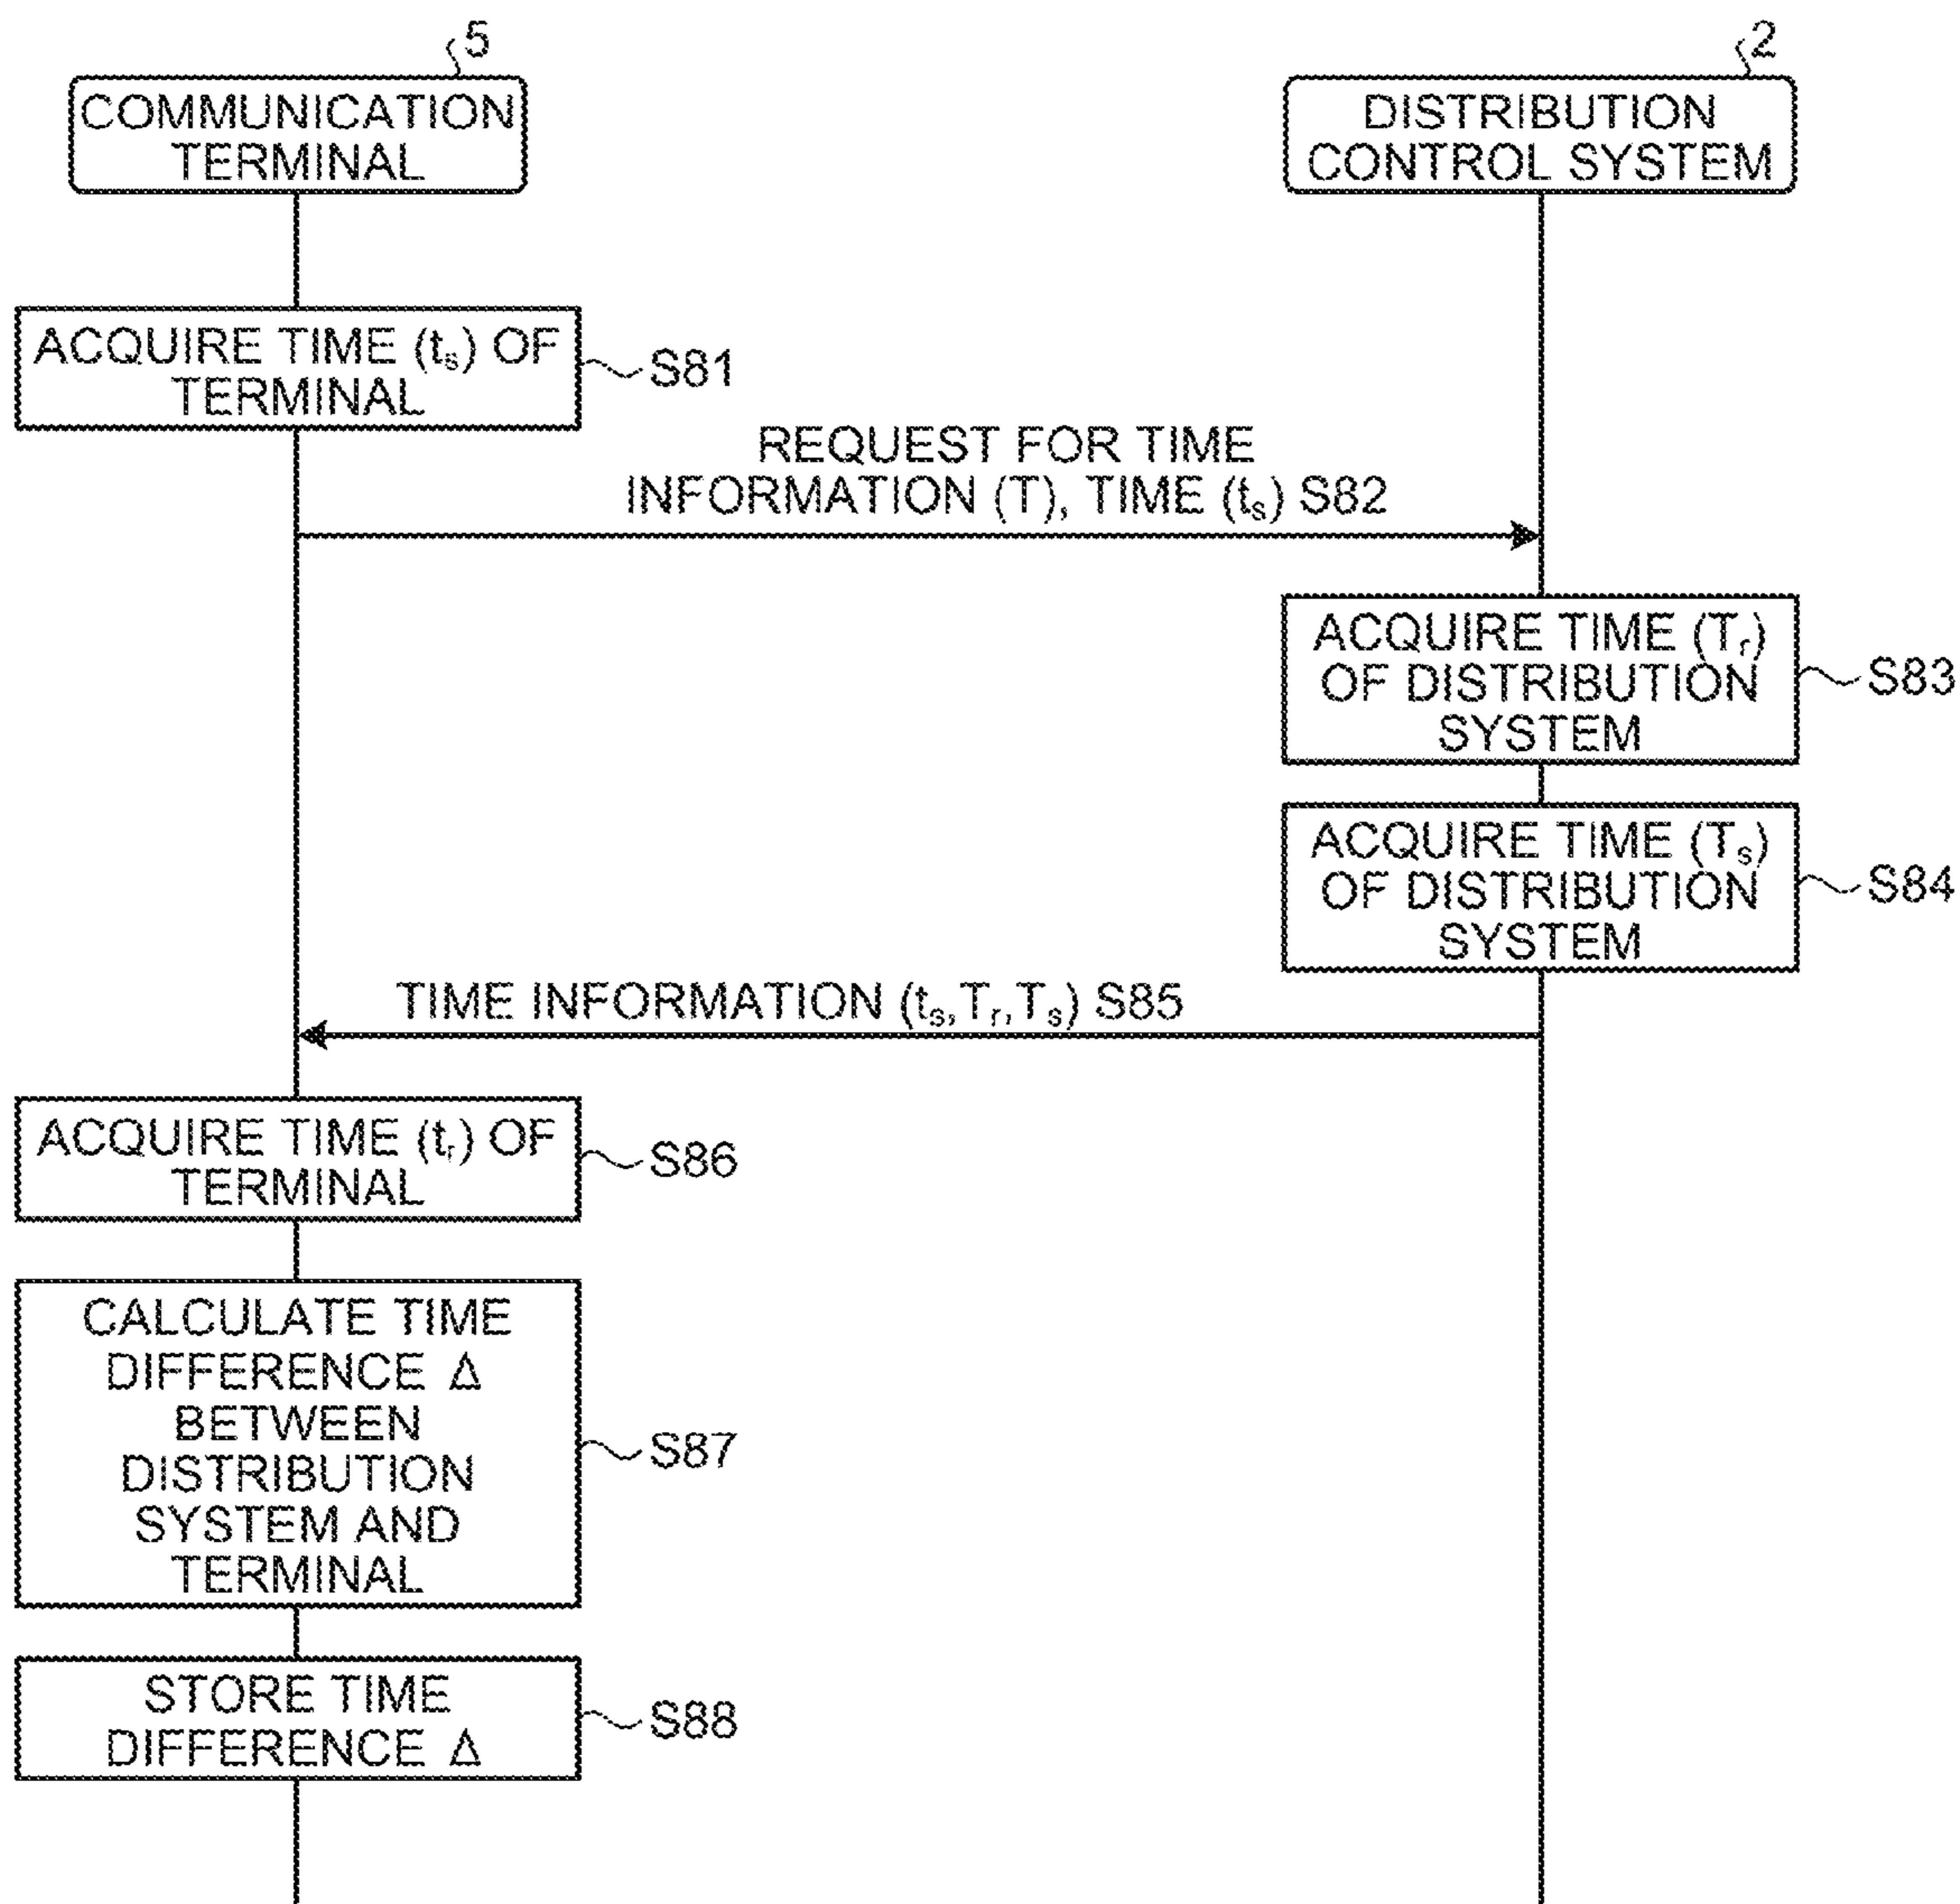 5
COMMUNICATION
TERMINAL
2
DISTRIBUTION
CONTROL SYSTEM
ACQUIRE TIME (ts) OF
TERMINAL
S81
REQUEST FOR TIME
INFORMATION (T), TIME (ts) S82
ACQUIRE TIME (Tr)
OF DISTRIBUTION
SYSTEM
S83
ACQUIRE TIME (Ts)
OF DISTRIBUTION
SYSTEM
S84
TIME INFORMATION (ts,Tr,Ts) S85
ACQUIRE TIME (tr) OF
TERMINAL
S86
CALCULATE TIME
DIFFERENCE Δ
BETWEEN
DISTRIBUTION
SYSTEM AND
TERMINAL
S87
STORE TIME
DIFFERENCE Δ
S88